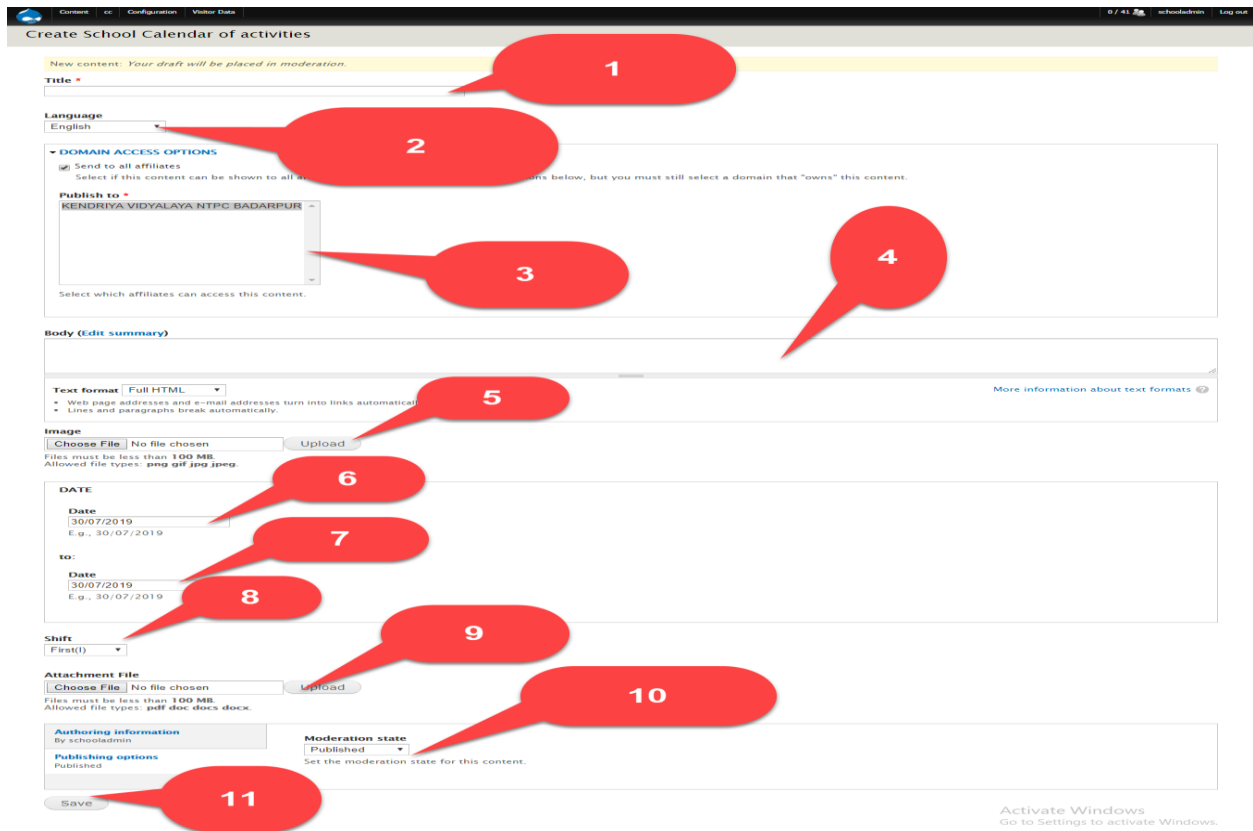 Content cc Configuration Visitor Data 0 / 41 schooladmin Log out
Create School Calendar of activities
New content: Your draft will be placed in moderation.
1
Title *
Language
English
2
DOMAIN ACCESS OPTIONS
Send to all affiliates
Select if this content can be shown to all ns below, but you must still select a domain that "owns" this content.
Publish to *
KENDRIYA VIDYALAYA NTPC BADARPUR
3
4
Select which affiliates can access this content.
Body (Edit summary)
Text format Full HTML
More information about text formats ?
5
Web page addresses and e-mail addresses turn into links automatical
Lines and paragraphs break automatically.
Image
Choose File No file chosen Upload
Files must be less than 100 MB.
Allowed file types: png gif jpg jpeg.
6
DATE
Date
30/07/2019
E.g., 30/07/2019
7
to:
Date
30/07/2019
E.g., 30/07/2019
8
Shift
First(I)
9
Attachment File
Choose File No file chosen Upload
Files must be less than 100 MB.
Allowed file types: pdf doc docs docx.
10
Authoring information
By schooladmin
Publishing options
Published
Moderation state
Published
Set the moderation state for this content.
Save
11
Activate Windows
Go to Settings to activate Windows.